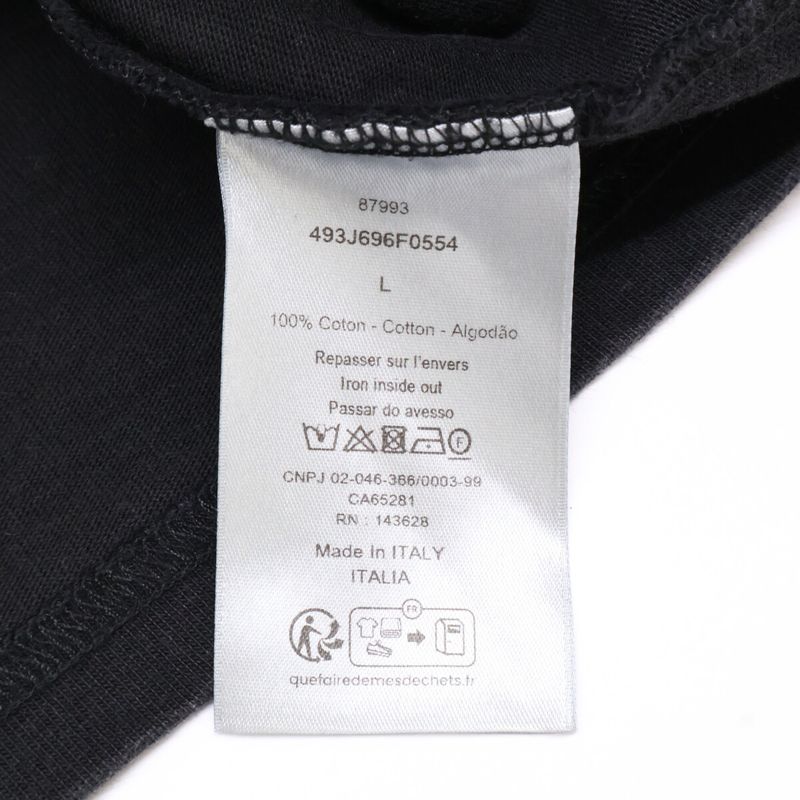 87993
493J696F0554
L
100% Coton - Cotton - Algodão
Repasser sur l'envers
Iron inside out
Passar do avesso
F
CNPJ 02-046-366/0003-99
CA65281
RN : 143628
Made In ITALY
ITALIA
FR
quefairedemesdechets.fr